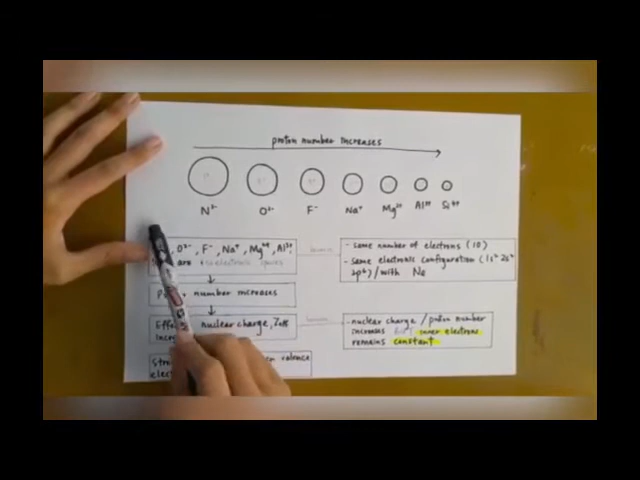 proton number increases
N³⁻ O²⁻ F⁻ Na⁺ Mg²⁺ Al³⁺ Si⁴⁺
, O²⁻, F⁻, Na⁺, Mg²⁺, Al³⁺,
are isoelectronic species
number increases
nuclear charge, Zeff
valence
- same number of electrons (10)
- same electronic configuration (1s² 2s²
2p⁶) / with Ne
- nuclear charge / proton number
increases but inner electrons
remains constant